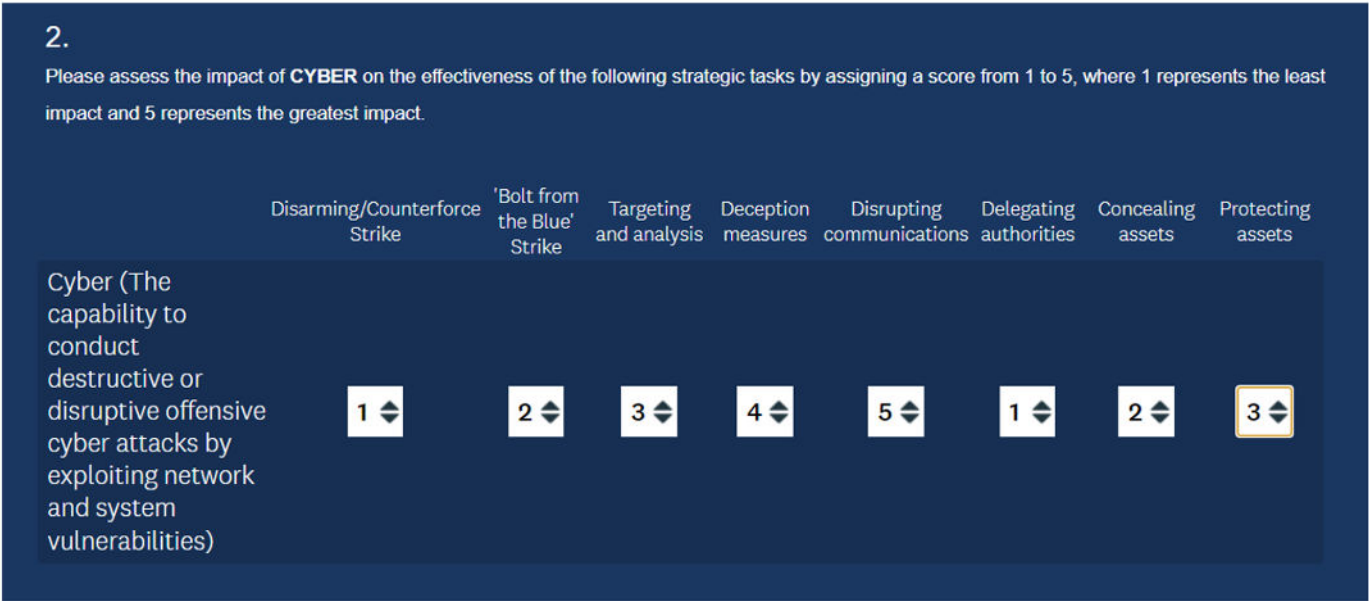 2.
Please assess the impact of CYBER on the effectiveness of the following strategic tasks by assigning a score from 1 to 5, where 1 represents the least
impact and 5 represents the greatest impact.
Disarming/Counterforce
Strike
'Bolt from
the Blue'
Strike
Targeting
and analysis
Deception
measures
Disrupting
communications
Delegating
authorities
Concealing
assets
Protecting
assets
Cyber (The
capability to
conduct
destructive or
disruptive offensive
cyber attacks by
exploiting network
and system
vulnerabilities)
1 2 3 4 5 1 2 3